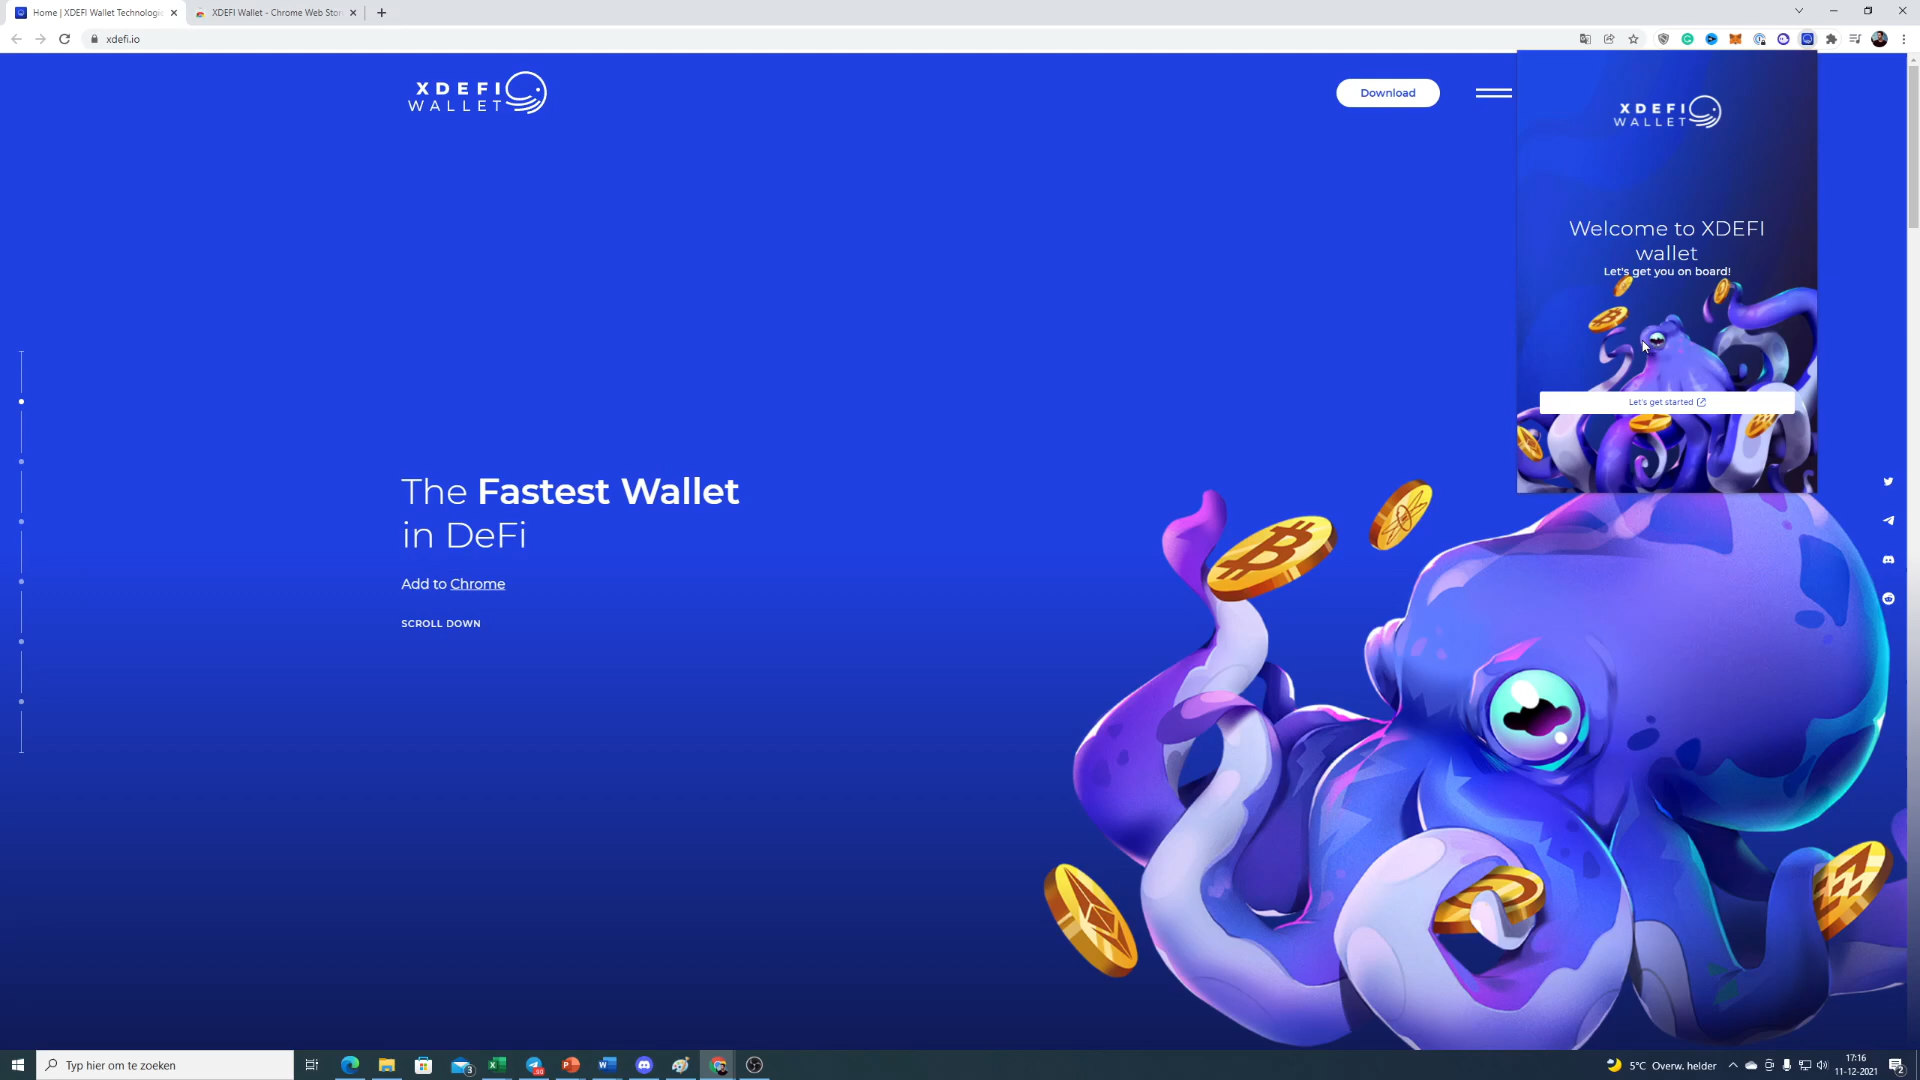 Home | XDEFI Wallet Technologie
XDEFI Wallet - Chrome Web Stor
xdefi.io
XDEFI
WALLET
Download
XDEFI
WALLET
Welcome to XDEFI
wallet
Let's get you on board!
Let's get started
The Fastest Wallet
in DeFi
Add to Chrome
SCROLL DOWN
Typ hier om te zoeken
3
5°C Overw. helder
17:16
11-12-2021
2